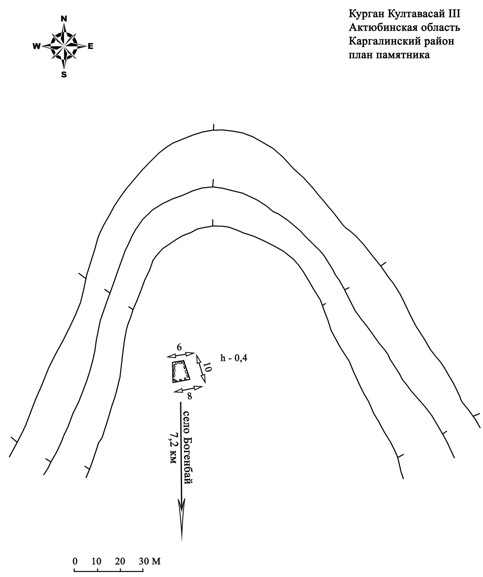 Курган Култавасай III
Актюбинская область
Каргалинский район
план памятника
N
W E
S
6
10
8
h - 0,4
село Богенбай
7,2 км
0 10 20 30 М